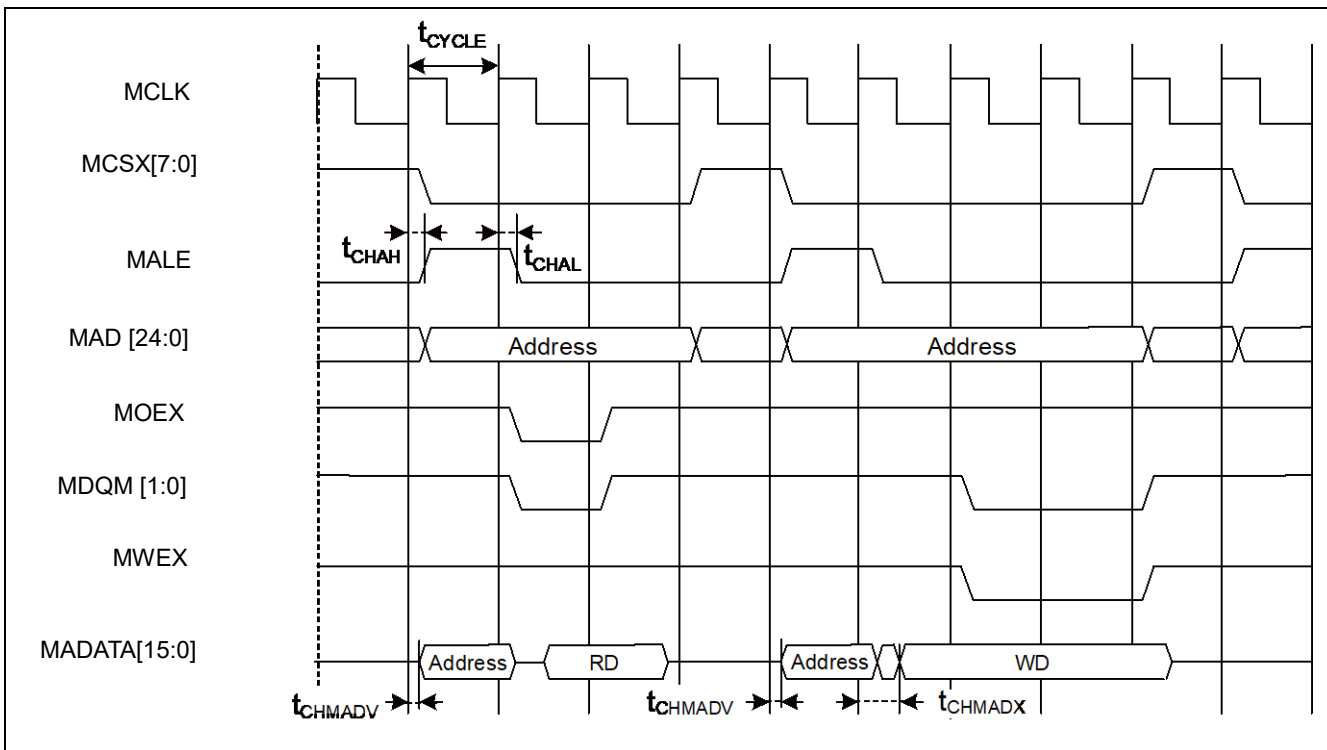 tCYCLE
MCLK
MCSX[7:0]
tCHAH
MALE
tCHAL
MAD [24:0]
Address
Address
MOEX
MDQM [1:0]
MWEX
MADATA[15:0]
Address
RD
Address
WD
tCHMADV
tCHMADV
tCHMADX